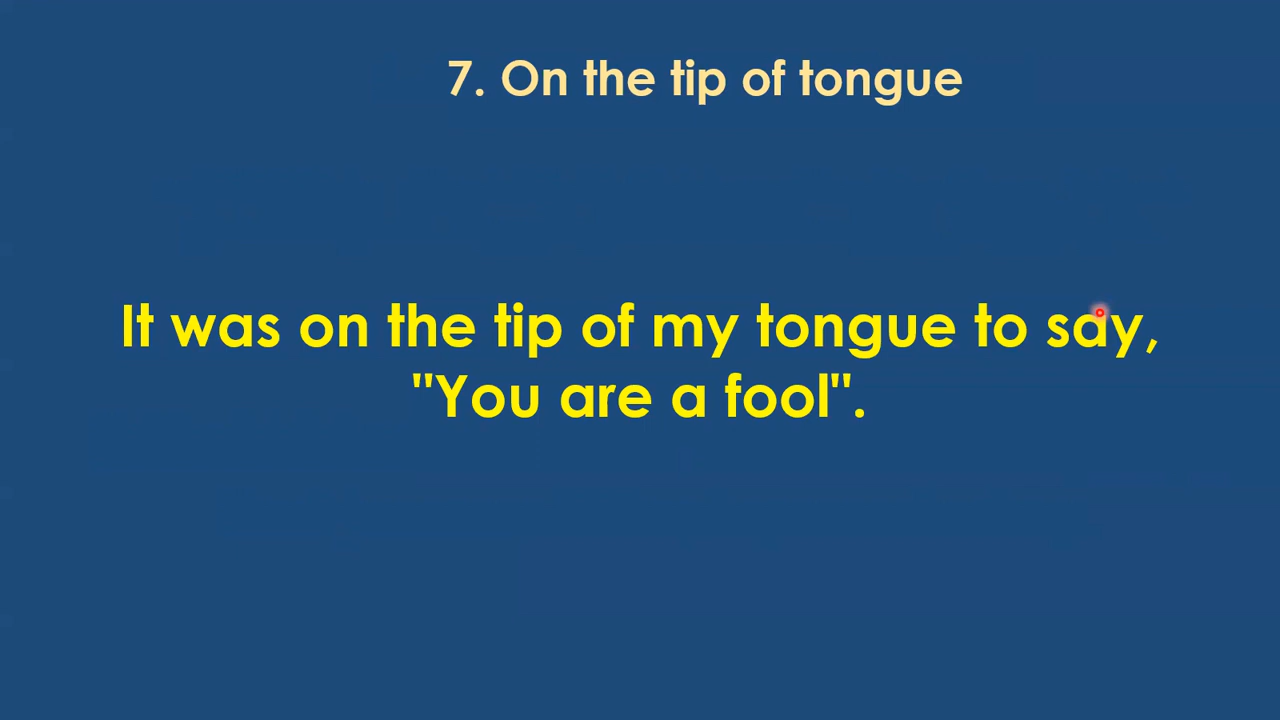 7. On the tip of tongue
It was on the tip of my tongue to say,
"You are a fool".